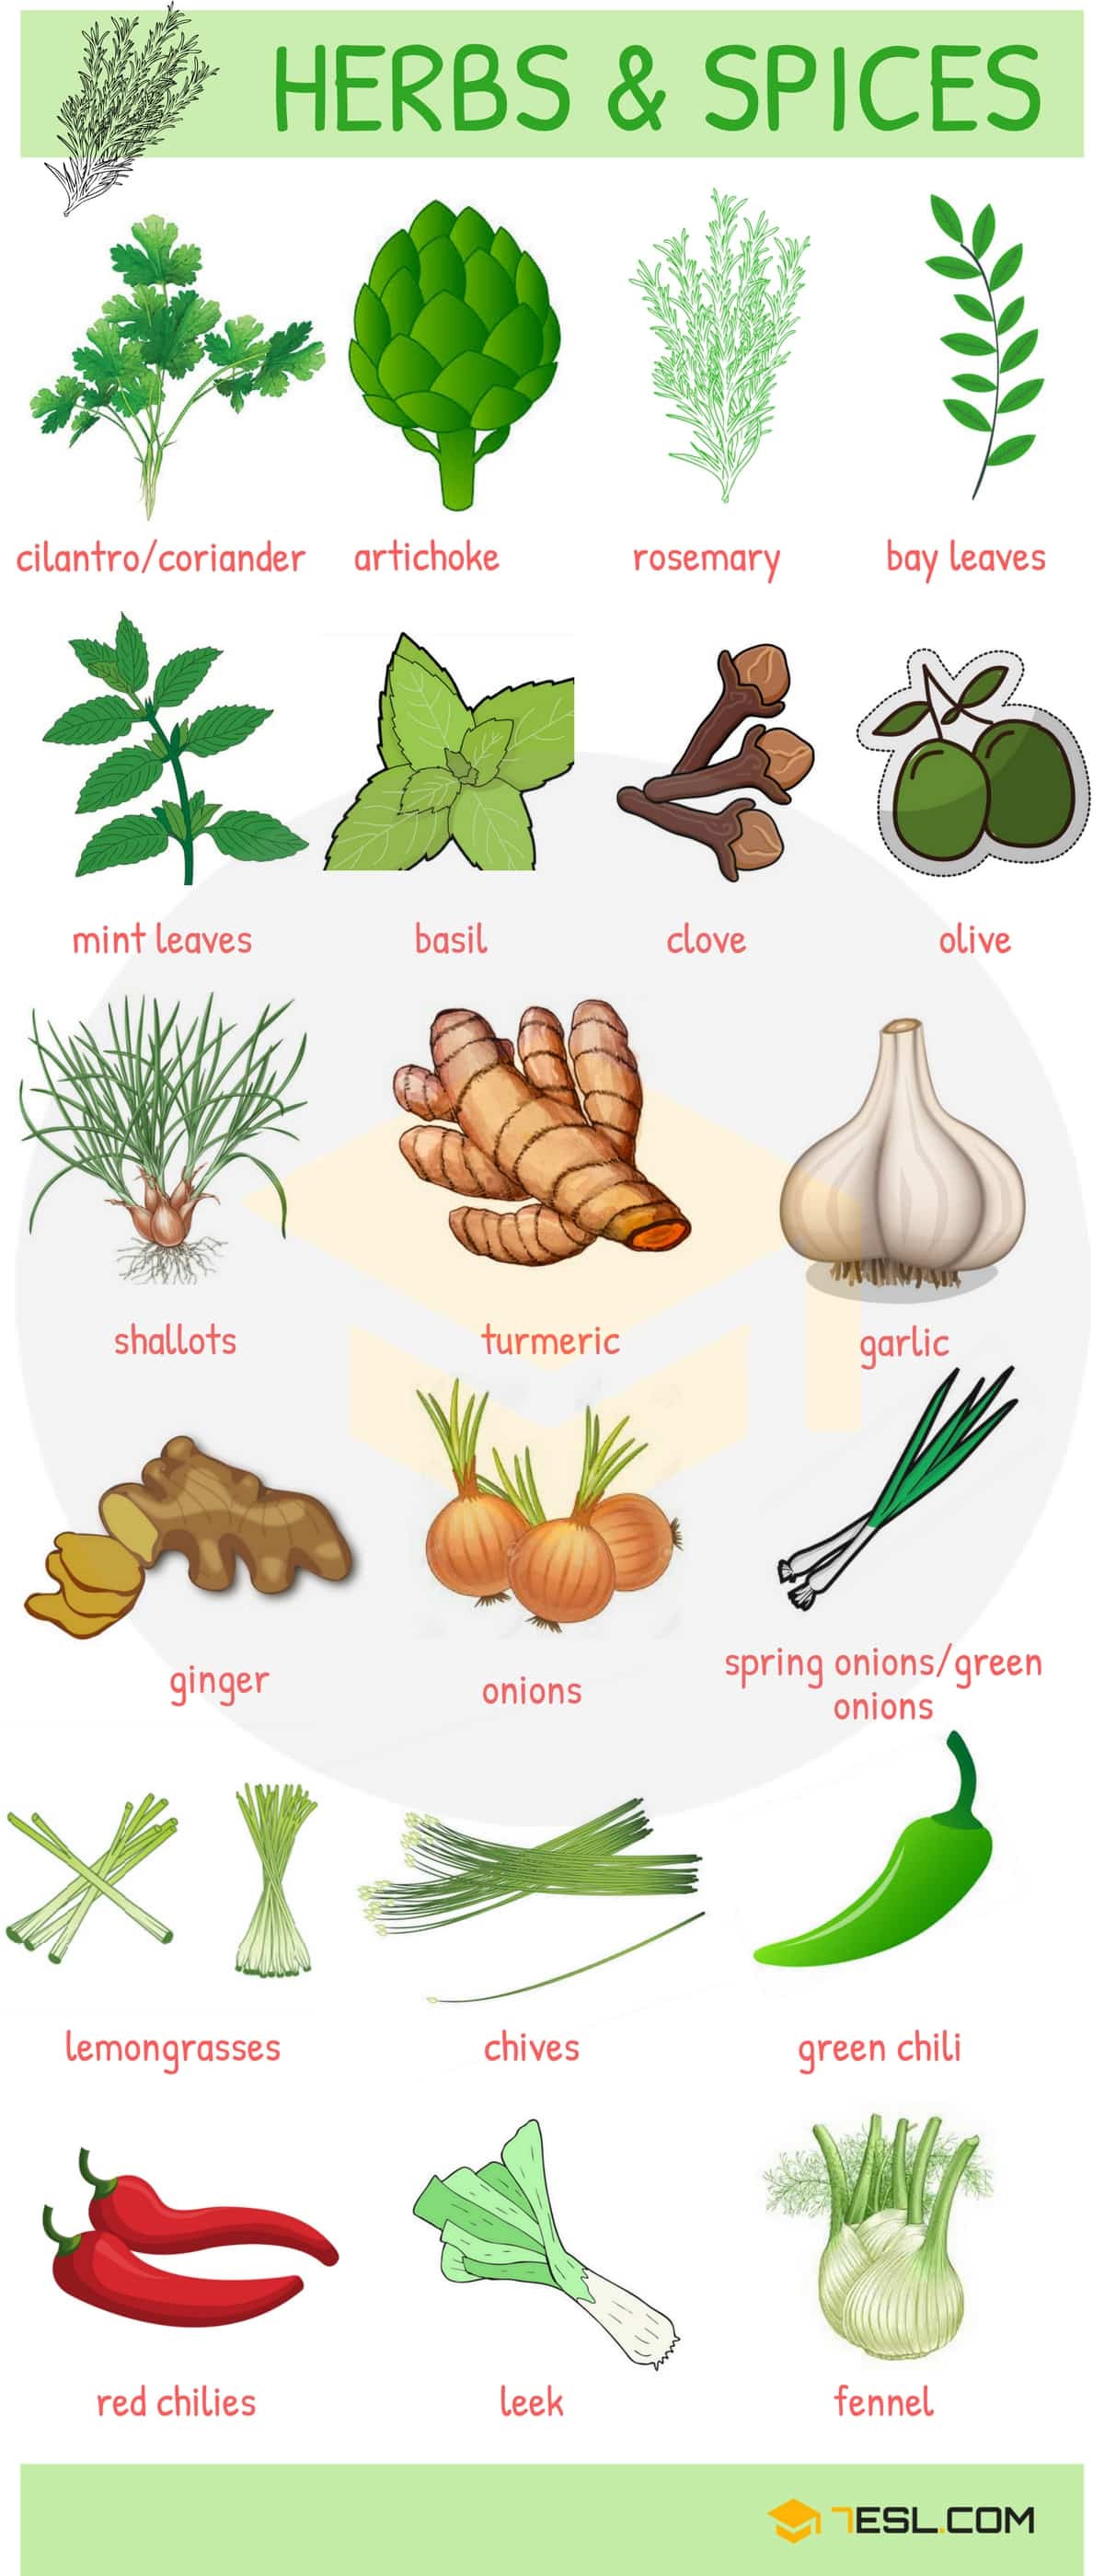 HERBS & SPICES
cilantro/coriander
artichoke
rosemary
bay leaves
mint leaves
basil
clove
olive
shallots
turmeric
garlic
ginger
onions
spring onions/green
onions
lemongrasses
chives
green chili
red chilies
leek
fennel
7ESL.COM